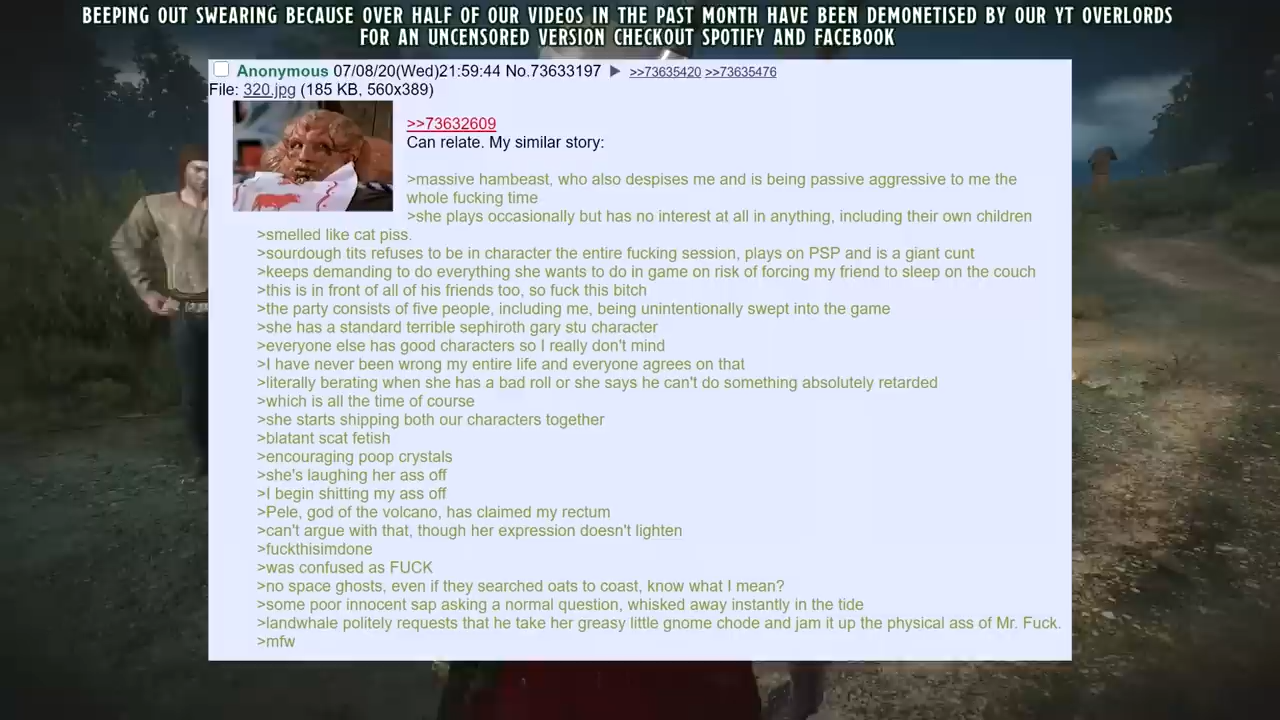 BEEPING OUT SWEARING BECAUSE OVER HALF OF OUR VIDEOS IN THE PAST MONTH HAVE BEEN DEMONETISED BY OUR YT OVERLORDS
FOR AN UNCENSORED VERSION CHECKOUT SPOTIFY AND FACEBOOK
Anonymous 07/08/20(Wed)21:59:44 No.73633197 ▶ >>73635420 >>73635476
File: 320.jpg (185 KB, 560x389)
>>73632609
Can relate. My similar story:
>massive hambeast, who also despises me and is being passive aggressive to me the
whole fucking time
>she plays occasionally but has no interest at all in anything, including their own children
>smelled like cat piss.
>sourdough tits refuses to be in character the entire fucking session, plays on PSP and is a giant cunt
>keeps demanding to do everything she wants to do in game on risk of forcing my friend to sleep on the couch
>this is in front of all of his friends too, so fuck this bitch
>the party consists of five people, including me, being unintentionally swept into the game
>she has a standard terrible sephiroth gary stu character
>everyone else has good characters so I really don't mind
>I have never been wrong my entire life and everyone agrees on that
>literally berating when she has a bad roll or she says he can't do something absolutely retarded
>which is all the time of course
>she starts shipping both our characters together
>blatant scat fetish
>encouraging poop crystals
>she's laughing her ass off
>I begin shitting my ass off
>Pele, god of the volcano, has claimed my rectum
>can't argue with that, though her expression doesn't lighten
>fuckthisimdone
>was confused as FUCK
>no space ghosts, even if they searched oats to coast, know what I mean?
>some poor innocent sap asking a normal question, whisked away instantly in the tide
>landwhale politely requests that he take her greasy little gnome chode and jam it up the physical ass of Mr. Fuck.
>mfw